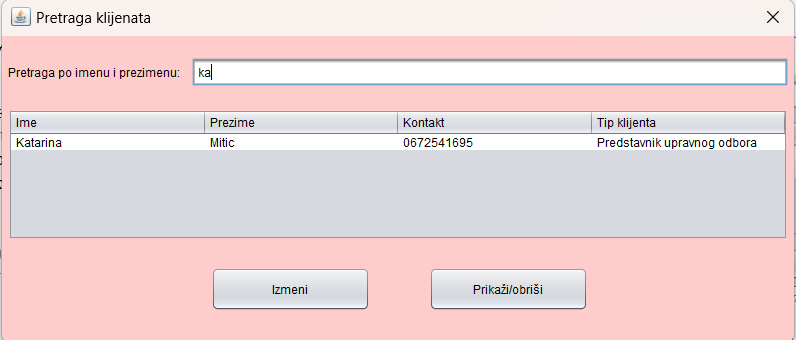 Pretraga klijenata
Pretraga po imenu i prezimenu: ka
Ime Prezime Kontakt Tip klijenta
Katarina Mitic 0672541695 Predstavnik upravnog odbora
Izmeni Prikaži/obriši